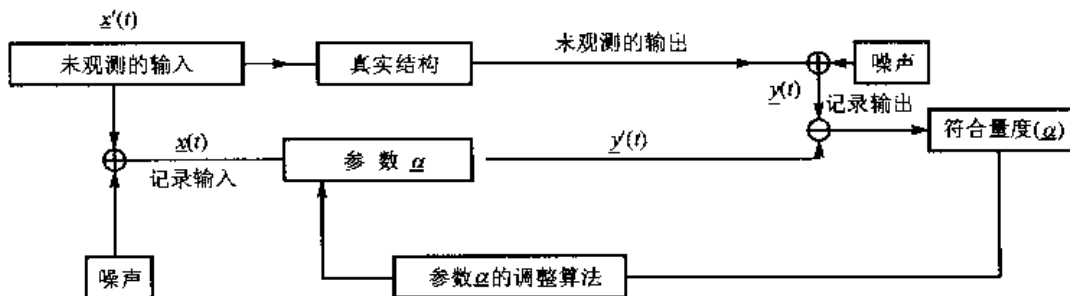 x'(t)
未观测的输入
真实结构
未观测的输出
噪声
y(t)
记录输出
符合量度(α)
x(t)
记录输入
参 数 α
y'(t)
噪声
参数α的调整算法